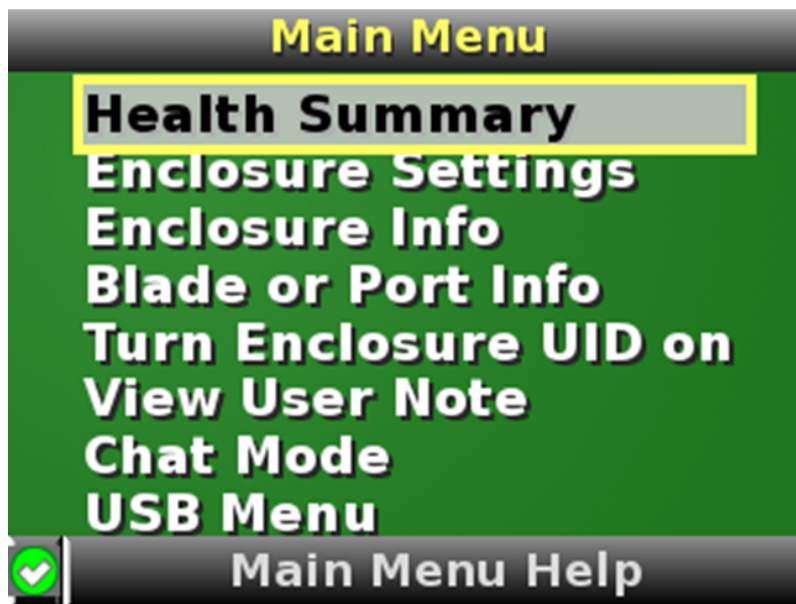 Main Menu
Health Summary
Enclosure Settings
Enclosure Info
Blade or Port Info
Turn Enclosure UID on
View User Note
Chat Mode
USB Menu
Main Menu Help